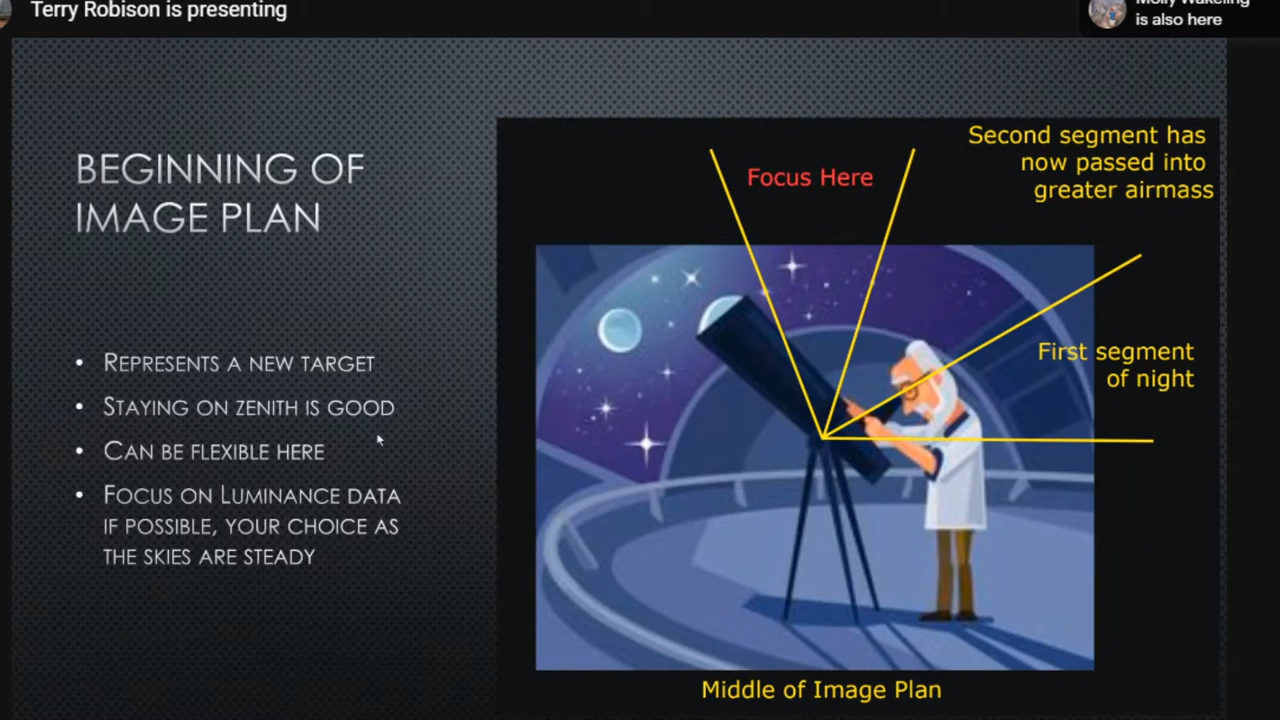 Terry Robison is presenting
Molly Wakeling
is also here
BEGINNING OF
IMAGE PLAN
• REPRESENTS A NEW TARGET
• STAYING ON ZENITH IS GOOD
• CAN BE FLEXIBLE HERE
• FOCUS ON LUMINANCE DATA
IF POSSIBLE, YOUR CHOICE AS
THE SKIES ARE STEADY
Focus Here
Second segment has
now passed into
greater airmass
First segment
of night
Middle of Image Plan